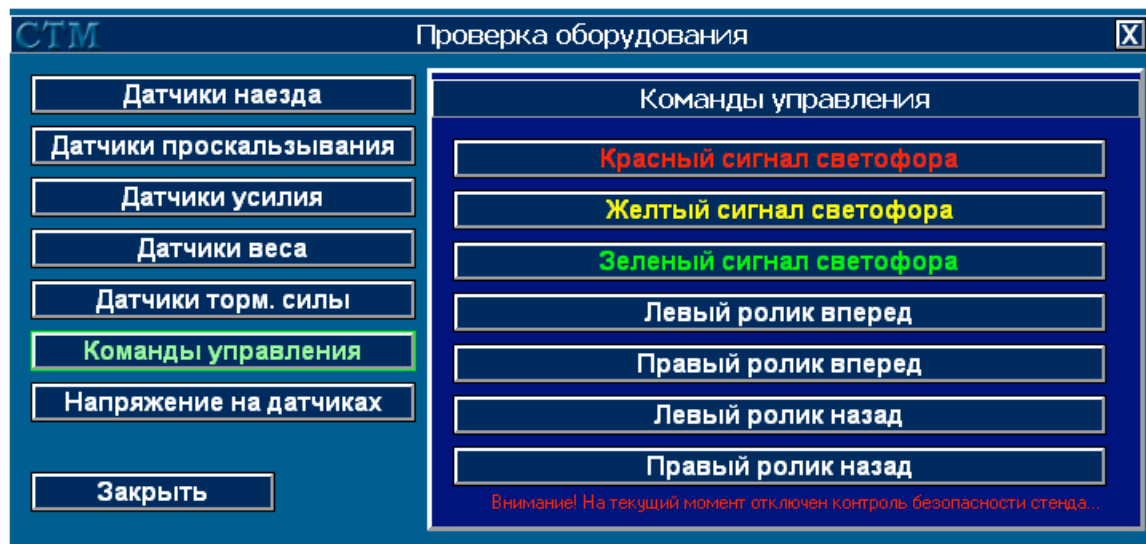 СТМ
Проверка оборудования
X
Датчики наезда
Датчики проскальзывания
Датчики усилия
Датчики веса
Датчики торм. силы
Команды управления
Напряжение на датчиках
Закрыть
Команды управления
Красный сигнал светофора
Желтый сигнал светофора
Зеленый сигнал светофора
Левый ролик вперед
Правый ролик вперед
Левый ролик назад
Правый ролик назад
Внимание! На текущий момент отключен контроль безопасности стенда...